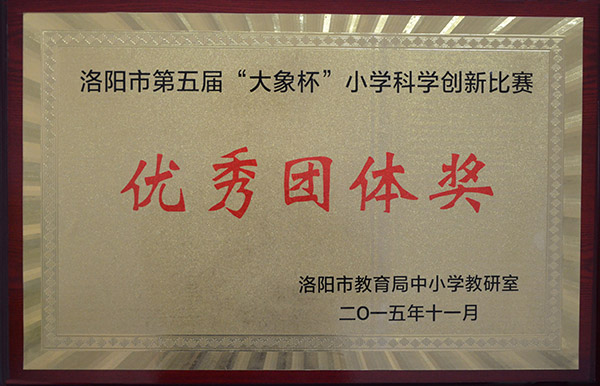 洛阳市第五届“大象杯”小学科学创新比赛
优秀团体奖
洛阳市教育局中小学教研室
二O一五年十一月